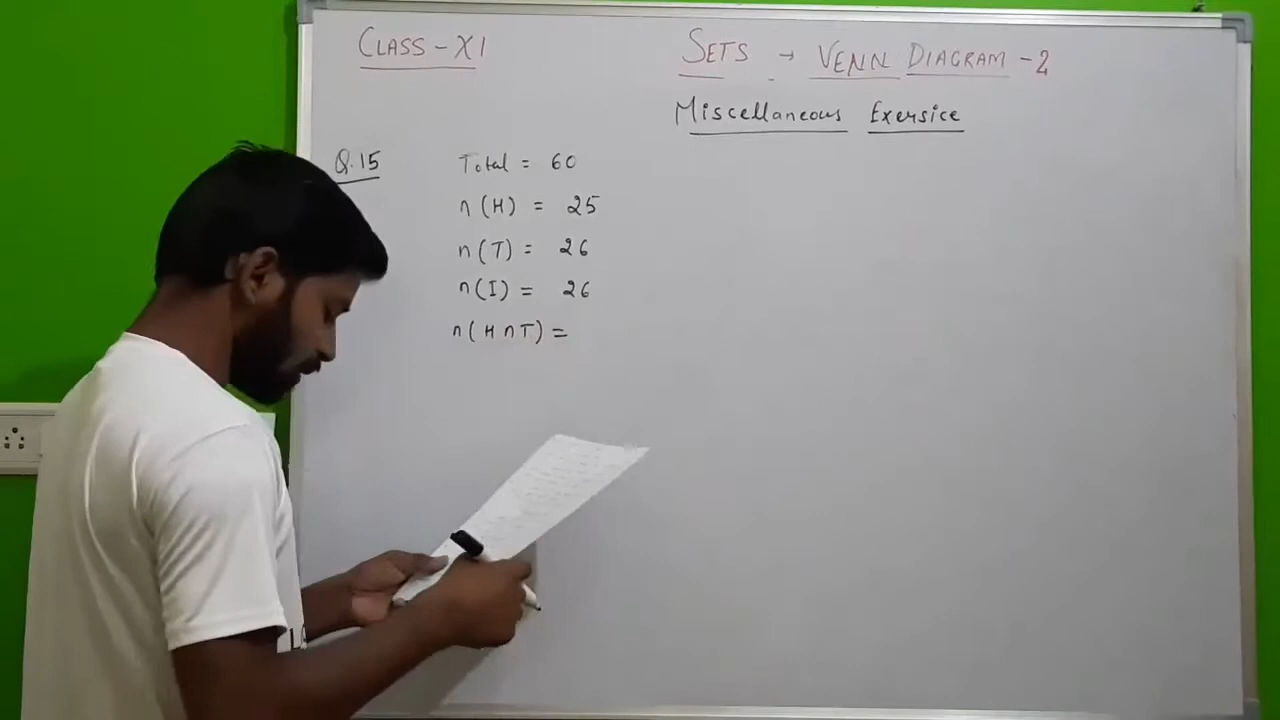 CLASS - XI
SETS → VENN DIAGRAM - 2
Miscellaneous Exersice
Q.15
Total = 60
n(H) = 25
n(T) = 26
n(I) = 26
n(H∩T) =